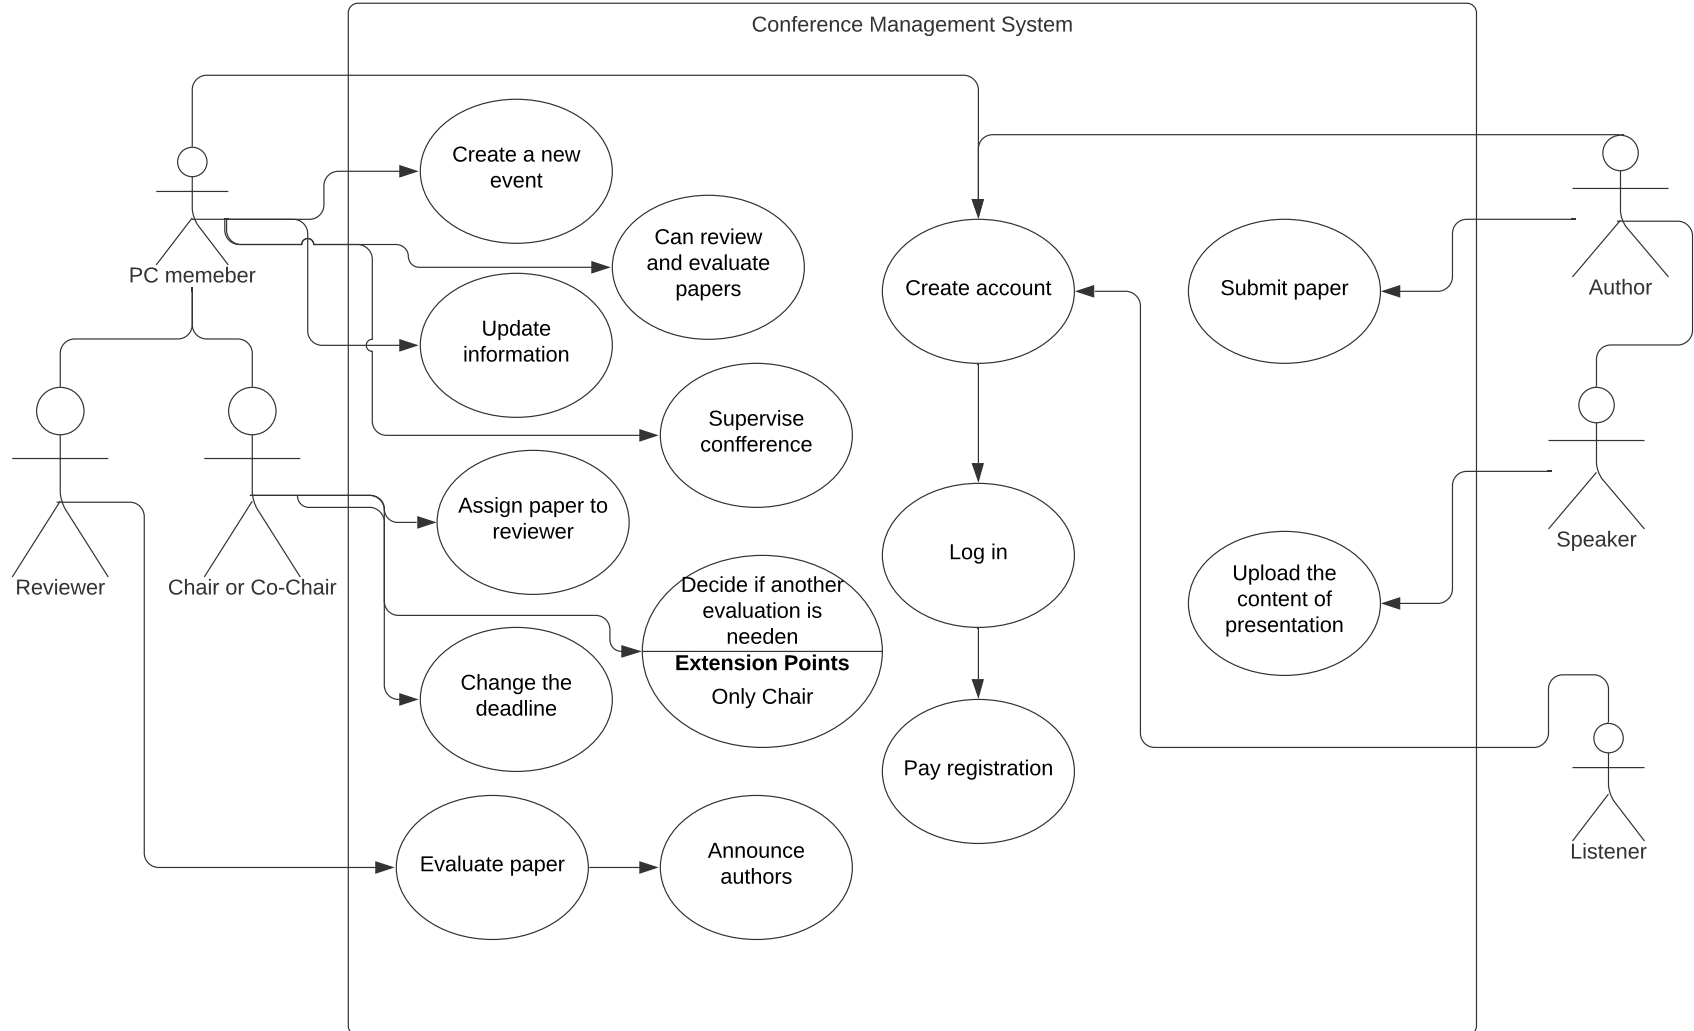 Conference Management System
Create a new
event
Can review
and evaluate
papers
PC memeber
Update
information
Create account
Submit paper
Author
Supervise
confference
Assign paper to
reviewer
Log in
Speaker
Reviewer
Chair or Co-Chair
Decide if another
evaluation is
needen
Extension Points
Only Chair
Upload the
content of
presentation
Change the
deadline
Pay registration
Listener
Evaluate paper
Announce
authors